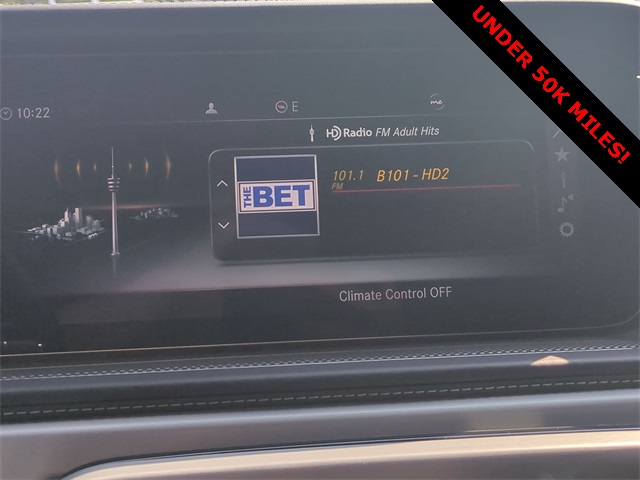 UNDER 50K MILES!
10:22
E
me
HD Radio FM Adult Hits
THE BET
101.1 B101-HD2
FM
Climate Control OFF